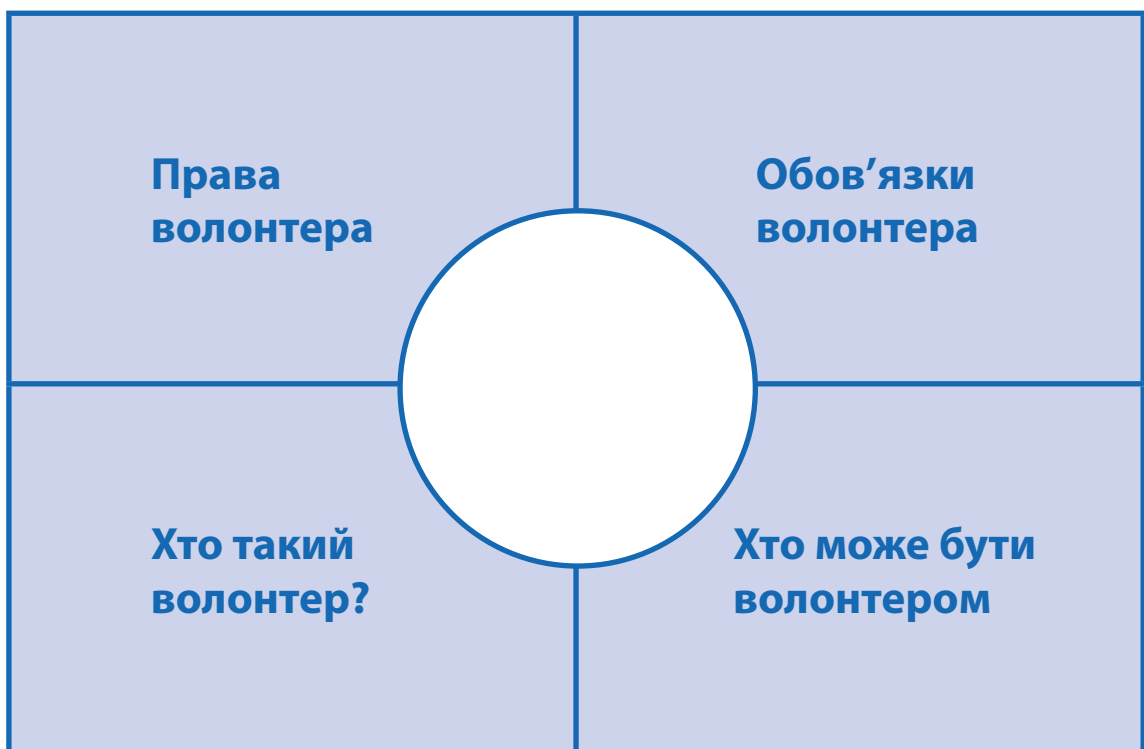 Права
волонтера
Обов’язки
волонтера
Хто такий
волонтер?
Хто може бути
волонтером